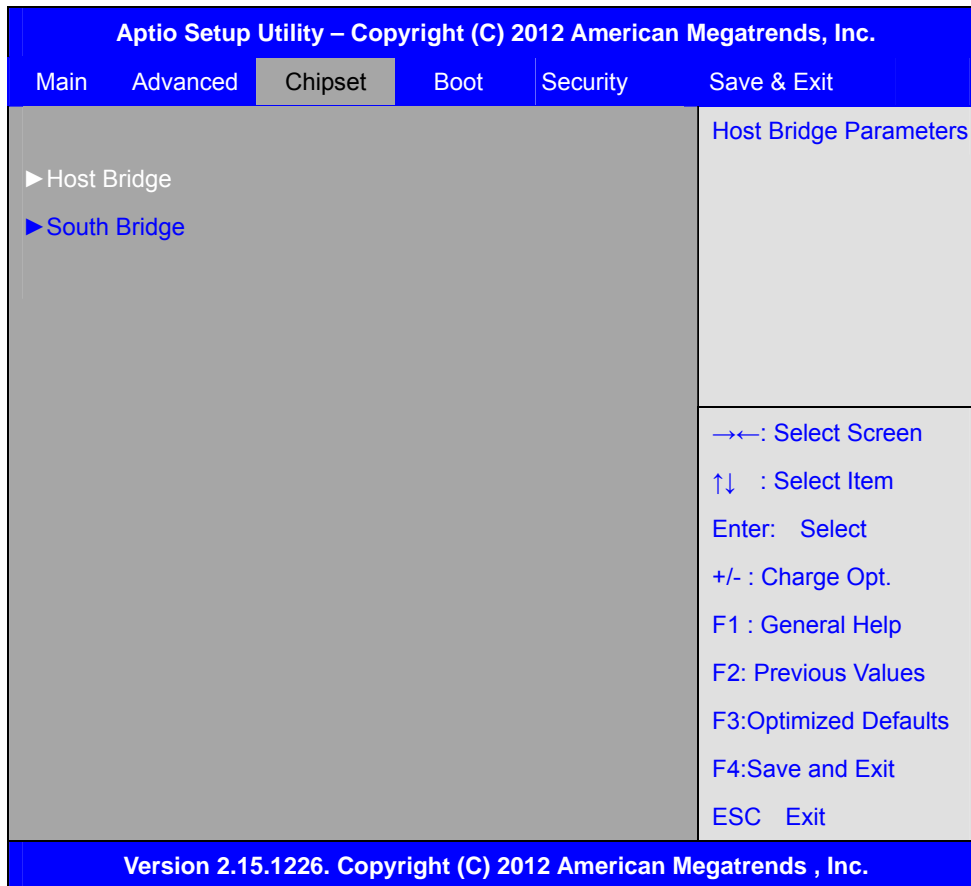 Aptio Setup Utility – Copyright (C) 2012 American Megatrends, Inc.
Main Advanced Chipset Boot Security Save & Exit
►Host Bridge
►South Bridge
Host Bridge Parameters
→←: Select Screen
↑↓ : Select Item
Enter: Select
+/- : Charge Opt.
F1 : General Help
F2: Previous Values
F3:Optimized Defaults
F4:Save and Exit
ESC Exit
Version 2.15.1226. Copyright (C) 2012 American Megatrends , Inc.